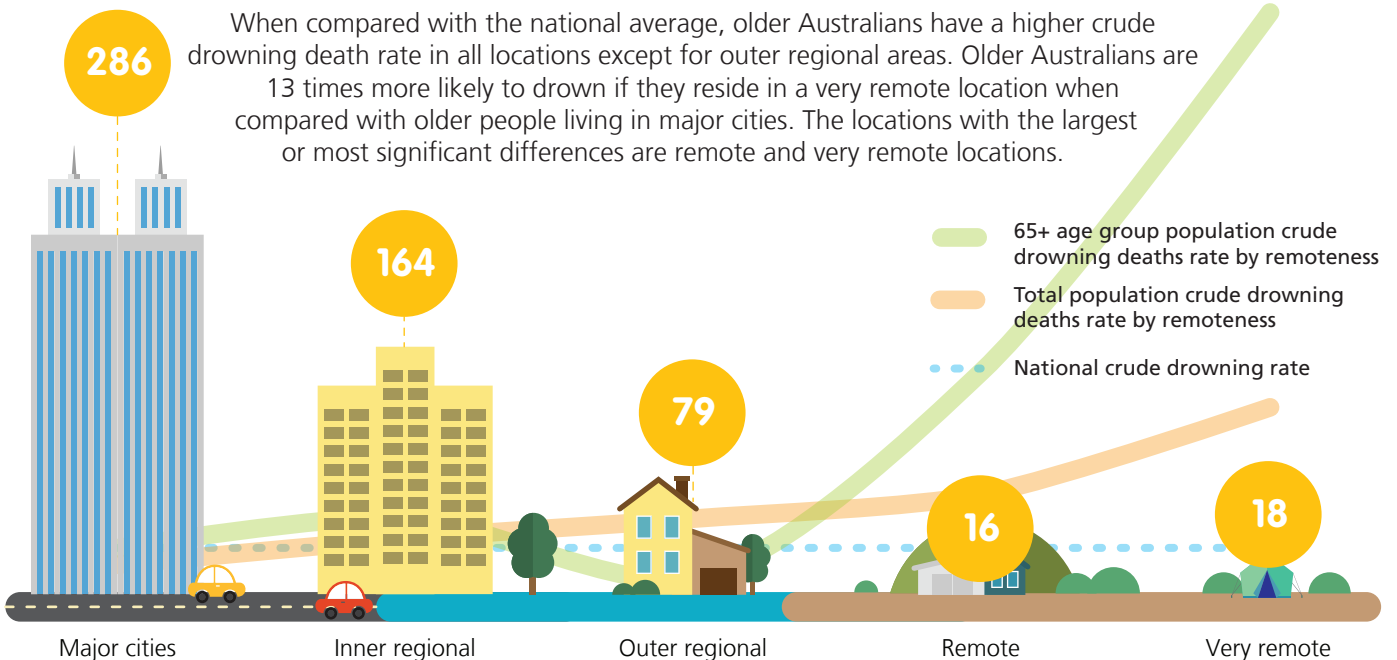 When compared with the national average, older Australians have a higher crude
drowning death rate in all locations except for outer regional areas. Older Australians are
13 times more likely to drown if they reside in a very remote location when
compared with older people living in major cities. The locations with the largest
or most significant differences are remote and very remote locations.
286
164
79
16
18
65+ age group population crude
drowning deaths rate by remoteness
Total population crude drowning
deaths rate by remoteness
National crude drowning rate
Major cities
Inner regional
Outer regional
Remote
Very remote